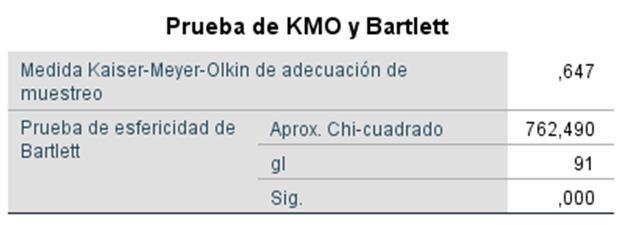 Prueba de KMO y Bartlett
Medida Kaiser-Meyer-Olkin de adecuación de
muestreo
,647
Prueba de esfericidad de
Bartlett
Aprox. Chi-cuadrado
762,490
gl
91
Sig.
,000